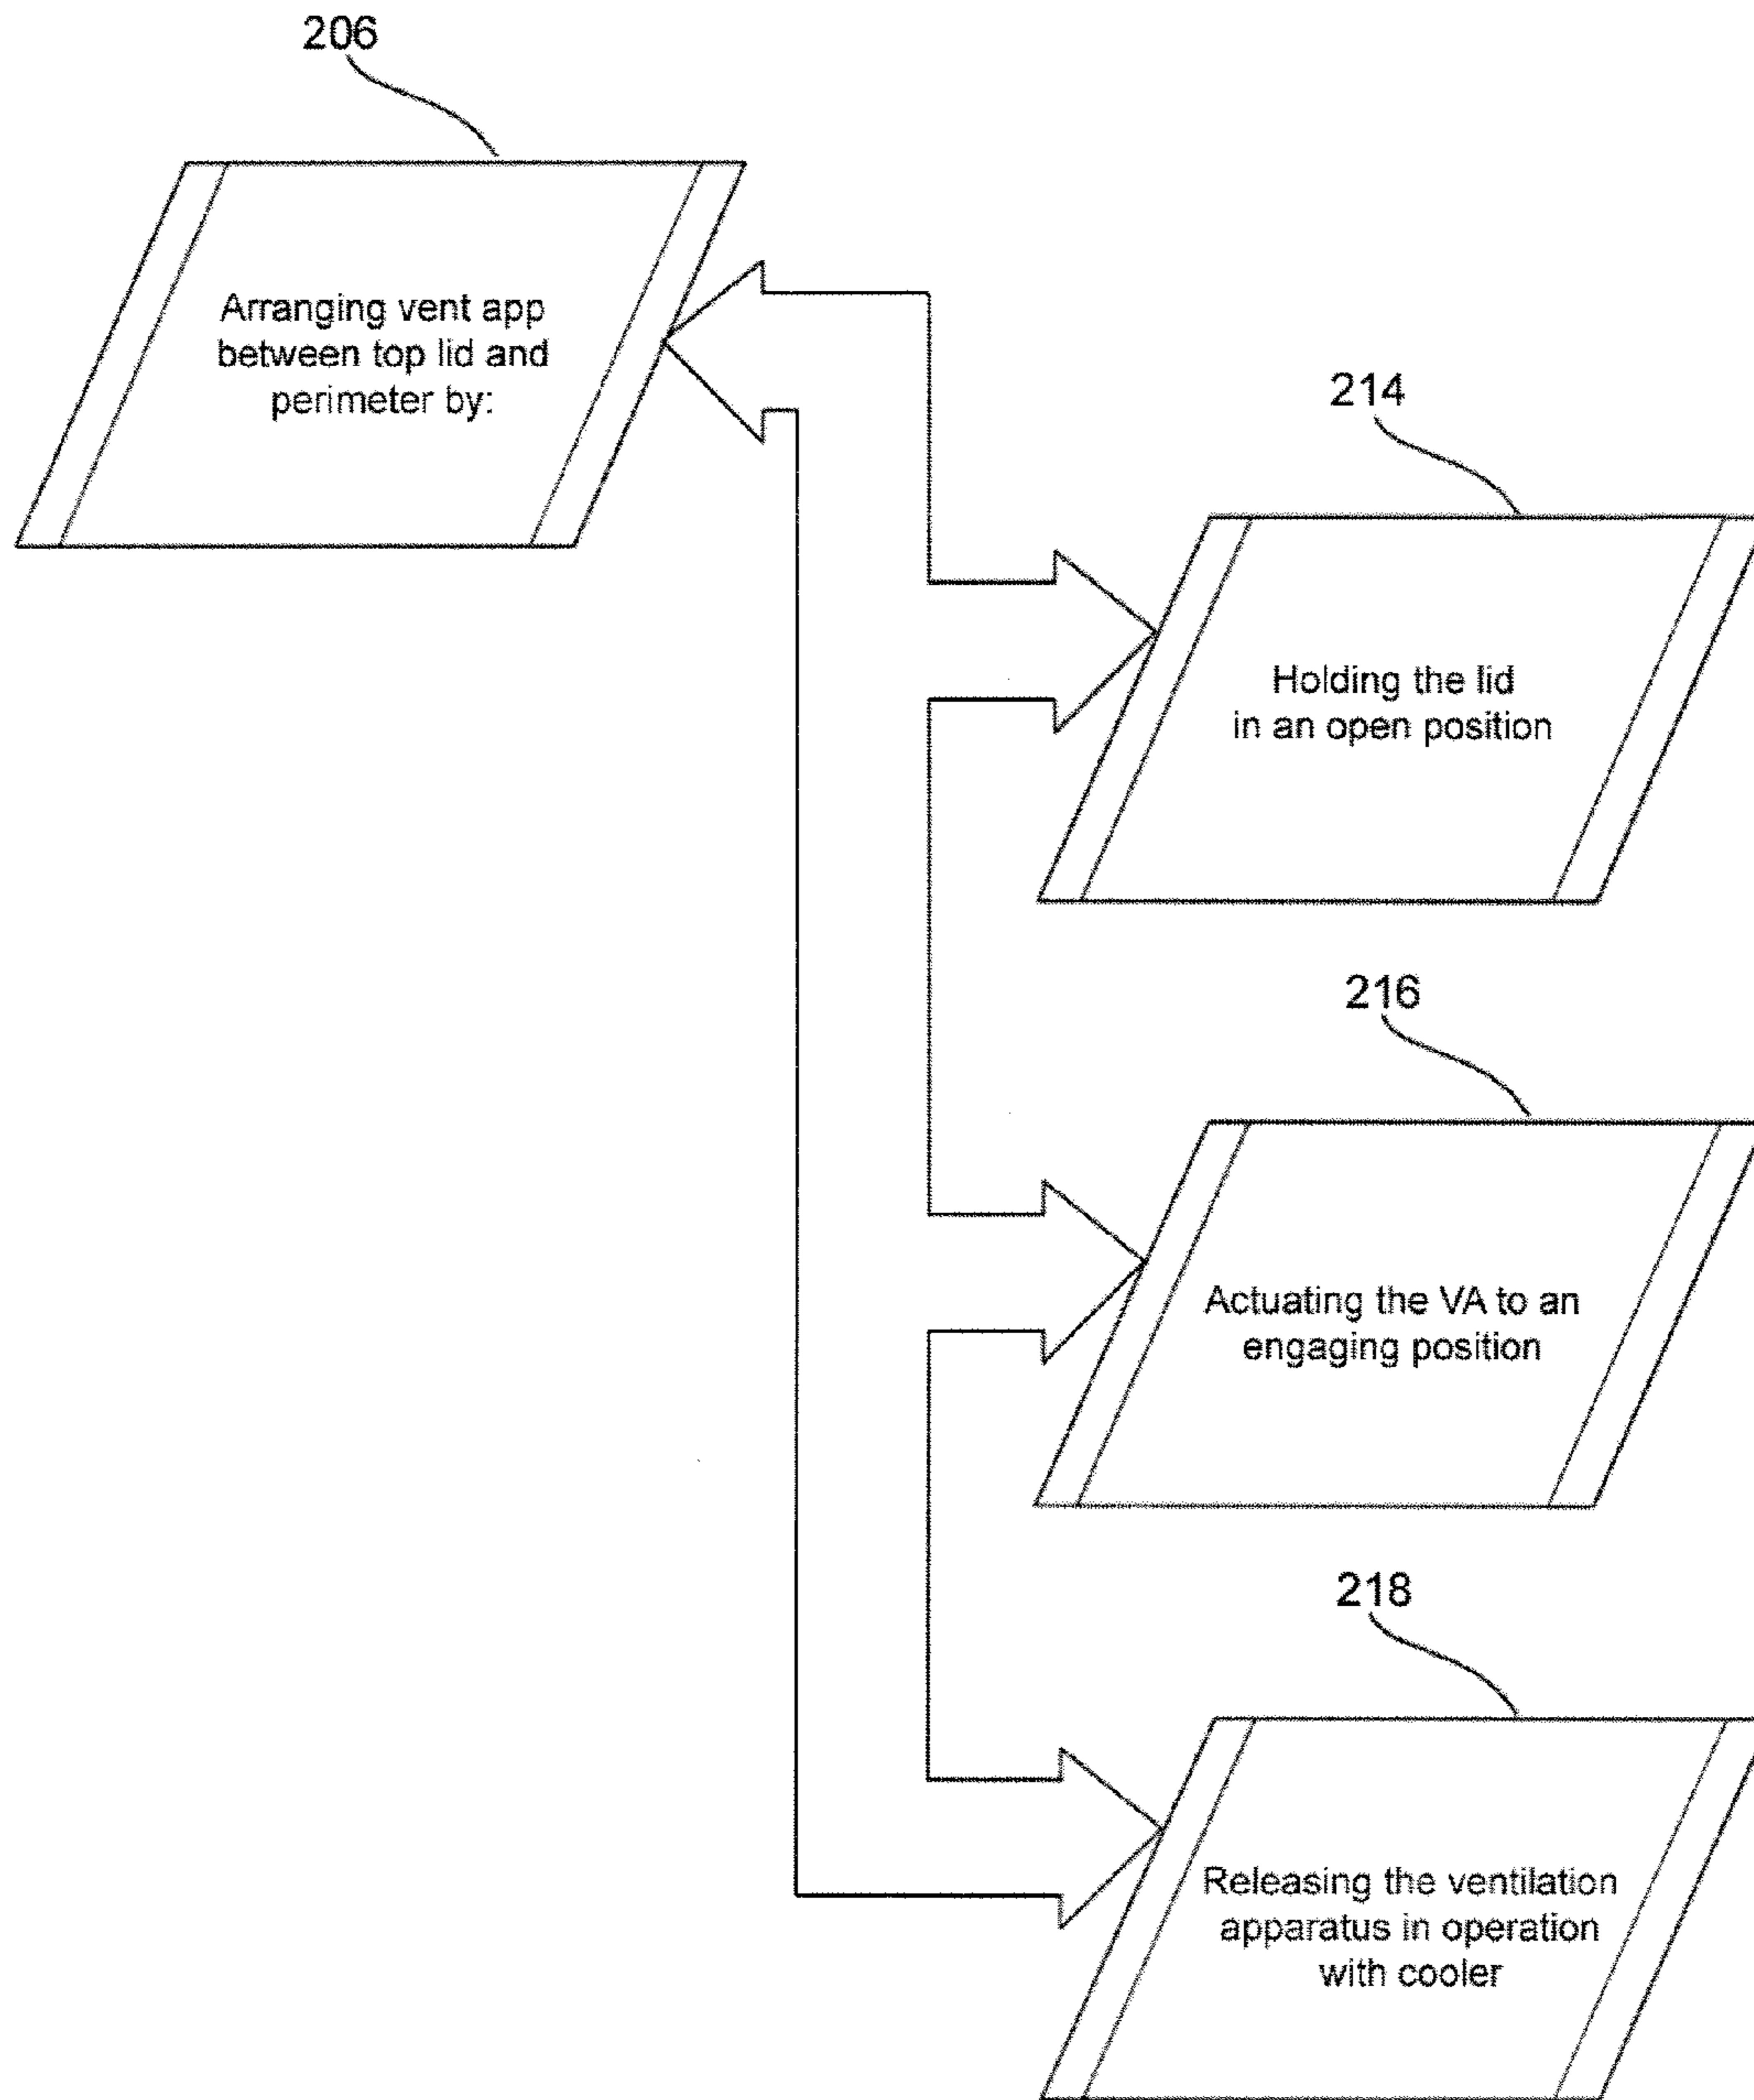 206
Arranging vent app
between top lid and
perimeter by:
214
Holding the lid
in an open position
216
Actuating the VA to an
engaging position
218
Releasing the ventilation
apparatus in operation
with cooler